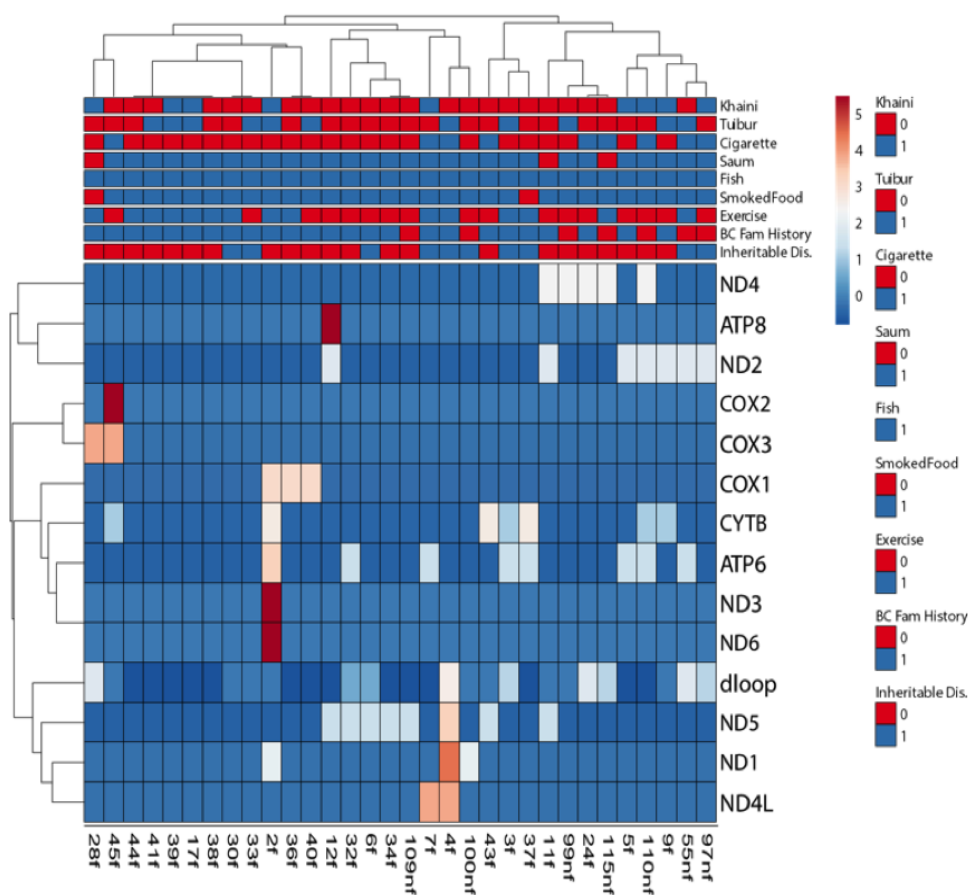 Khaini
Tuibur
Cigarette
Saum
Fish
SmokedFood
Exercise
BC Fam History
Inheritable Dis.
ND4
ATP8
ND2
COX2
COX3
COX1
CYTB
ATP6
ND3
ND6
dloop
ND5
ND1
ND4L
28f 45f 44f 41f 39f 17f 38f 30f 33f 2f 36f 40f 12f 32f 6f 34f 109nf 7f 4f 100nf 43f 3f 37f 11f 99nf 24f 115nf 5f 110nf 9f 55nf 97nf
5
4
3
2
1
0
Khaini
0
1
Tuibur
0
1
Cigarette
0
1
Saum
0
1
Fish
1
SmokedFood
0
1
Exercise
0
1
BC Fam History
0
1
Inheritable Dis.
0
1